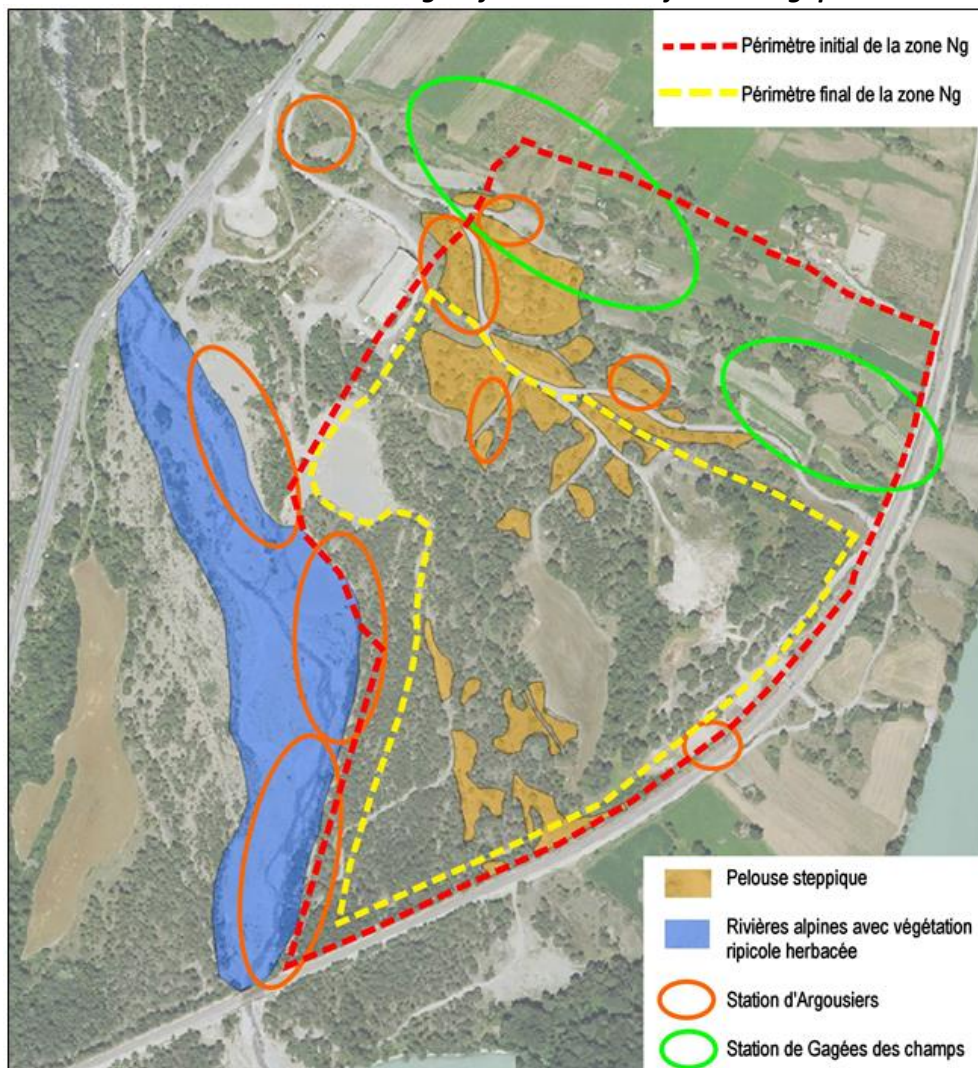 Périmètre initial de la zone Ng
Périmètre final de la zone Ng
Pelouse steppique
Rivières alpines avec végétation
ripicole herbacée
Station d'Argousiers
Station de Gagées des champs